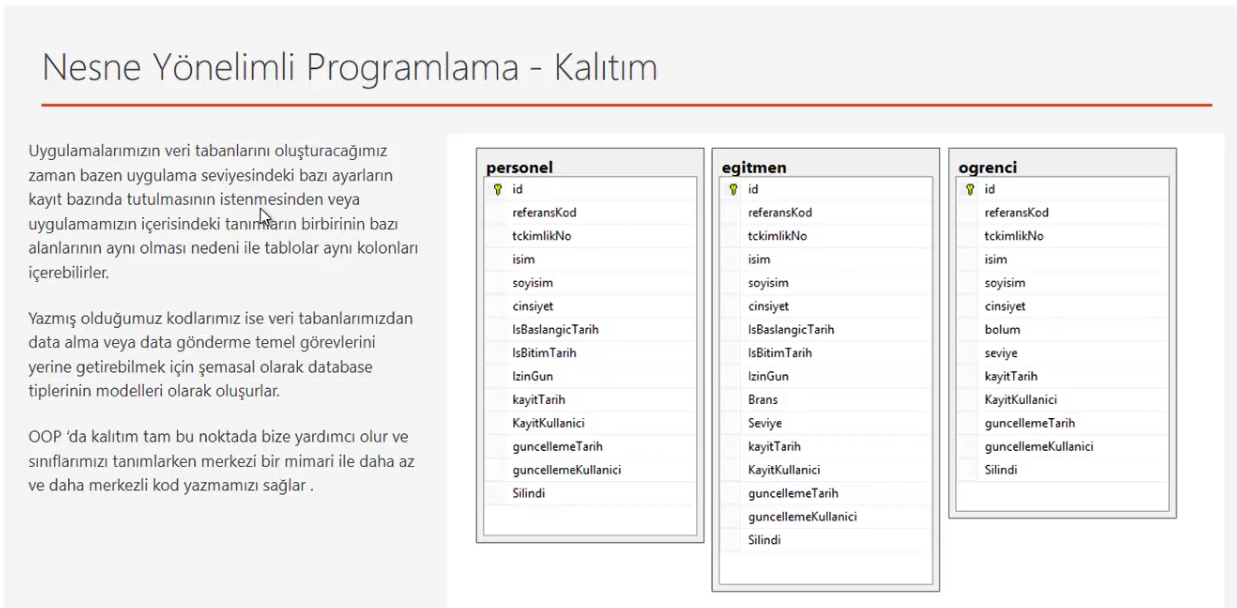 Nesne Yönelimli Programlama - Kalıtım
Uygulamalarımızın veri tabanlarını oluşturacağımız
zaman bazen uygulama seviyesindeki bazı ayarların
kayıt bazında tutulmasının istenmesinden veya
uygulamamızın içerisindeki tanımların birbirinin bazı
alanlarının aynı olması nedeni ile tablolar aynı kolonları
içerebilirler.
Yazmış olduğumuz kodlarımız ise veri tabanlarımızdan
data alma veya data gönderme temel görevlerini
yerine getirebilmek için şemasal olarak database
tiplerinin modelleri olarak oluşurlar.
OOP ‘da kalıtım tam bu noktada bize yardımcı olur ve
sınıflarımızı tanımlarken merkezi bir mimari ile daha az
ve daha merkezli kod yazmamızı sağlar .
personel
id
referansKod
tckimlikNo
isim
soyisim
cinsiyet
IsBaslangicTarih
IsBitimTarih
IzinGun
kayitTarih
KayitKullanici
guncellemeTarih
guncellemeKullanici
Silindi
egitmen
id
referansKod
tckimlikNo
isim
soyisim
cinsiyet
IsBaslangicTarih
IsBitimTarih
IzinGun
Brans
Seviye
kayitTarih
KayitKullanici
guncellemeTarih
guncellemeKullanici
Silindi
ogrenci
id
referansKod
tckimlikNo
isim
soyisim
cinsiyet
bolum
seviye
kayitTarih
KayitKullanici
guncellemeTarih
guncellemeKullanici
Silindi